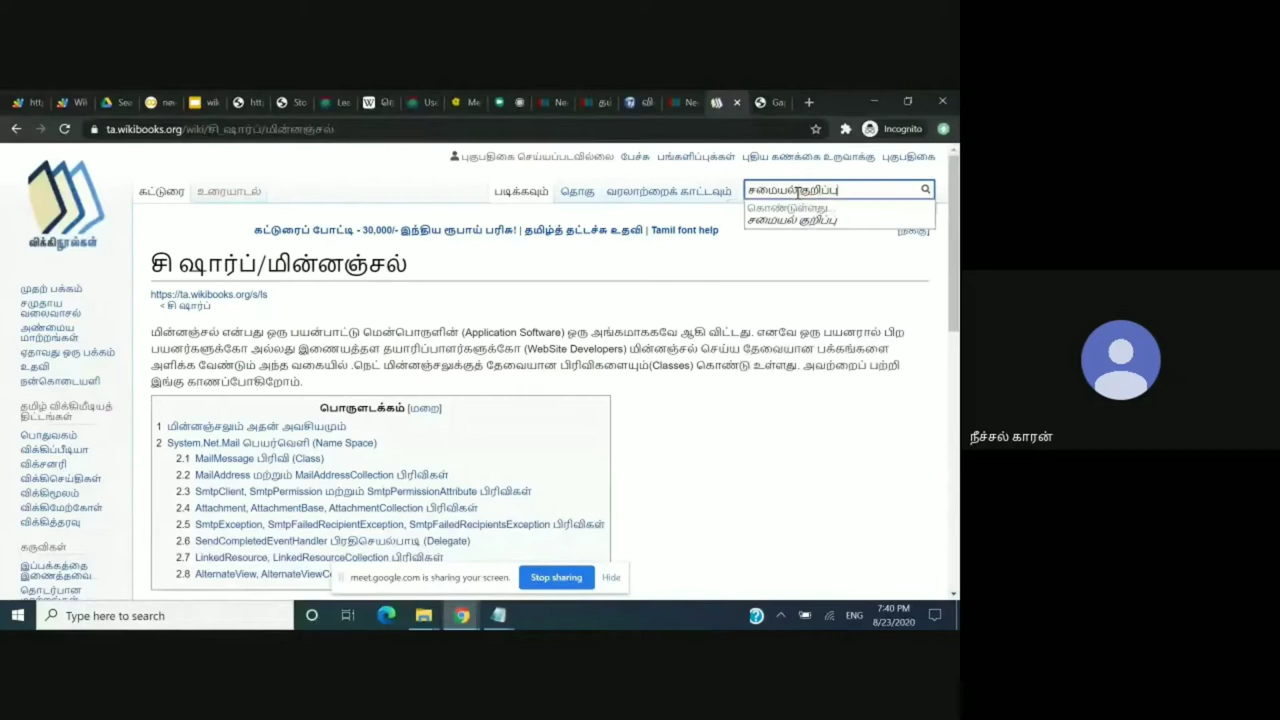 ta.wikibooks.org/wiki/சி_ஷார்ப்/மின்னஞ்சல்
Incognito
புகுபதிகை செய்யப்படவில்லை பேச்சு பங்களிப்புக்கள் புதிய கணக்கை உருவாக்கு புகுபதிகை
கட்டுரை உரையாடல் படிக்கவும் தொகு வரலாற்றைக் காட்டவும் சமையல் குறிப்பு
கொண்டுள்ளது...
சமையல் குறிப்பு
விக்கிநூல்கள்
கட்டுரைப் போட்டி - 30,000/- இந்திய ரூபாய் பரிசு! | தமிழ்த் தட்டச்சு உதவி | Tamil font help
சி ஷார்ப்/மின்னஞ்சல்
https://ta.wikibooks.org/s/ls
< சி ஷார்ப்
முதற் பக்கம்
சமுதாய
வலைவாசல்
அண்மைய
மாற்றங்கள்
ஏதாவது ஒரு பக்கம்
உதவி
நன்கொடையளி
தமிழ் விக்கிமீடியத்
திட்டங்கள்
பொதுவகம்
விக்கிப்பீடியா
விக்சனரி
விக்கிசெய்திகள்
விக்கிமூலம்
விக்கிமேற்கோள்
விக்கித்தரவு
கருவிகள்
இப்பக்கத்தை
இணைத்தவை
தொடர்பான
மின்னஞ்சல் என்பது ஒரு பயன்பாட்டு மென்பொருளின் (Application Software) ஒரு அங்கமாககவே ஆகி விட்டது. எனவே ஒரு பயனரால் பிற
பயனர்களுக்கோ அல்லது இணையத்தள தயாரிப்பாளர்களுக்கோ (WebSite Developers) மின்னஞ்சல் செய்ய தேவையான பக்கங்களை
அளிக்க வேண்டும் அந்த வகையில் .நெட் மின்னஞ்சலுக்குத் தேவையான பிரிவிகளையும்(Classes) கொண்டு உள்ளது. அவற்றைப் பற்றி
இங்கு காணப்போகிறோம்.
பொருளடக்கம் [மறை]
1 மின்னஞ்சலும் அதன் அவசியமும்
2 System.Net.Mail பெயர்வெளி (Name Space)
2.1 MailMessage பிரிவி (Class)
2.2 MailAddress மற்றும் MailAddressCollection பிரிவிகள்
2.3 SmtpClient, SmtpPermission மற்றும் SmtpPermissionAttribute பிரிவிகள்
2.4 Attachment, AttachmentBase, AttachmentCollection பிரிவிகள்
2.5 SmtpException, SmtpFailedRecipientException, SmtpFailedRecipientsException பிரிவிகள்
2.6 SendCompletedEventHandler பிரதிசெயல்பாடி (Delegate)
2.7 LinkedResource, LinkedResourceCollection பிரிவிகள்
2.8 AlternateView, AlternateViewCo
meet.google.com is sharing your screen. Stop sharing Hide
Type here to search
ENG
7:40 PM
8/23/2020
நீச்சல் காரன்